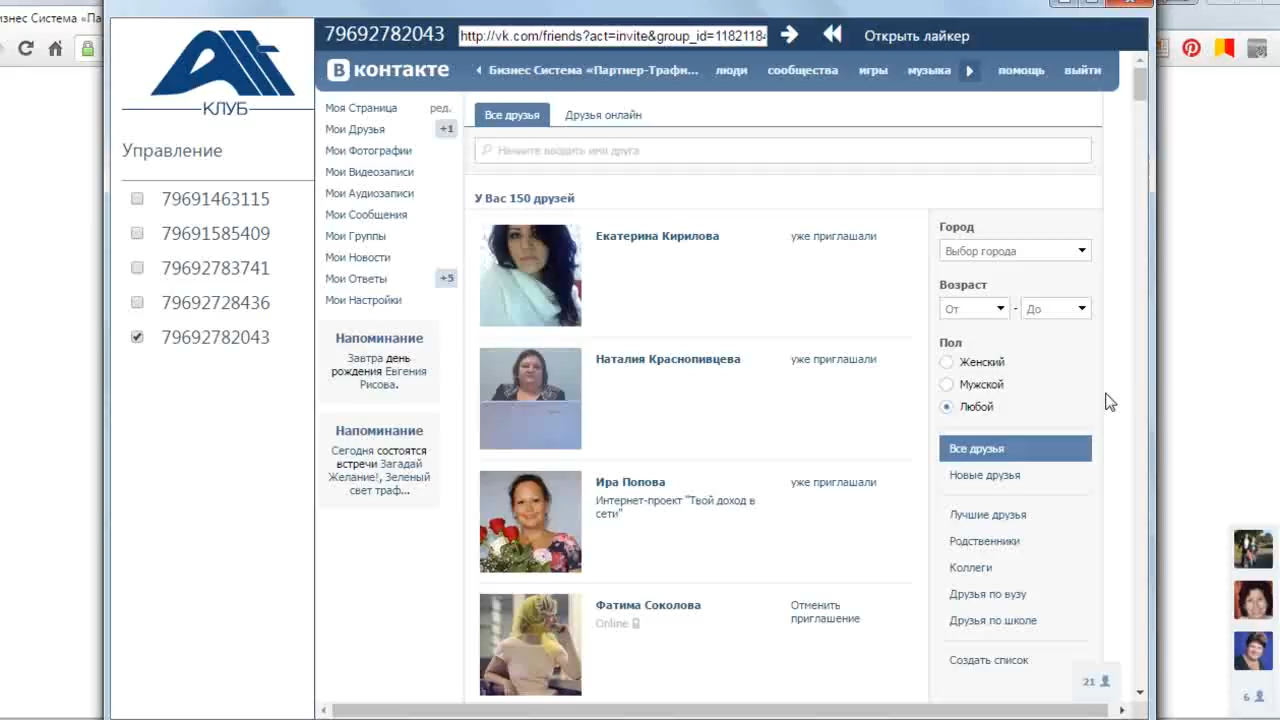 изнес Система «Па
79692782043
http://vk.com/friends?act=invite&group_id=11821184
Открыть лайкер
Alt
КЛУБ
В контакте
Бизнес Система «Партнер-Трафи...
люди
сообщества
игры
музыка
помощь
выйти
Управление
79691463115
79691585409
79692783741
79692728436
79692782043
Моя Страница ред.
Мои Друзья +1
Мои Фотографии
Мои Видеозаписи
Мои Аудиозаписи
Мои Сообщения
Мои Группы
Мои Новости
Мои Ответы +5
Мои Настройки
Напоминание
Завтра день
рождения Евгения
Рисова.
Напоминание
Сегодня состоятся
встречи Загадай
Желание!, Зеленый
свет траф...
Все друзья
Друзья онлайн
Начните вводить имя друга
У Вас 150 друзей
Екатерина Кирилова
уже приглашали
Наталия Краснопивцева
уже приглашали
Ира Попова
уже приглашали
Интернет-проект "Твой доход в
сети"
Фатима Соколова
Online
Отменить
приглашение
Город
Выбор города
Возраст
От - До
Пол
Женский
Мужской
Любой
Все друзья
Новые друзья
Лучшие друзья
Родственники
Коллеги
Друзья по вузу
Друзья по школе
Создать список
21
6